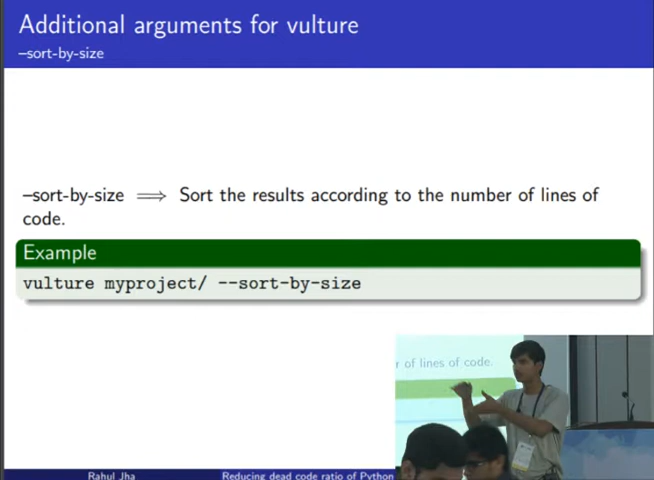 Additional arguments for vulture
–sort-by-size
–sort-by-size ⟹ Sort the results according to the number of lines of
code.
Example
vulture myproject/ --sort-by-size
r of lines of code.
Rahul Jha Reducing dead code ratio of Python